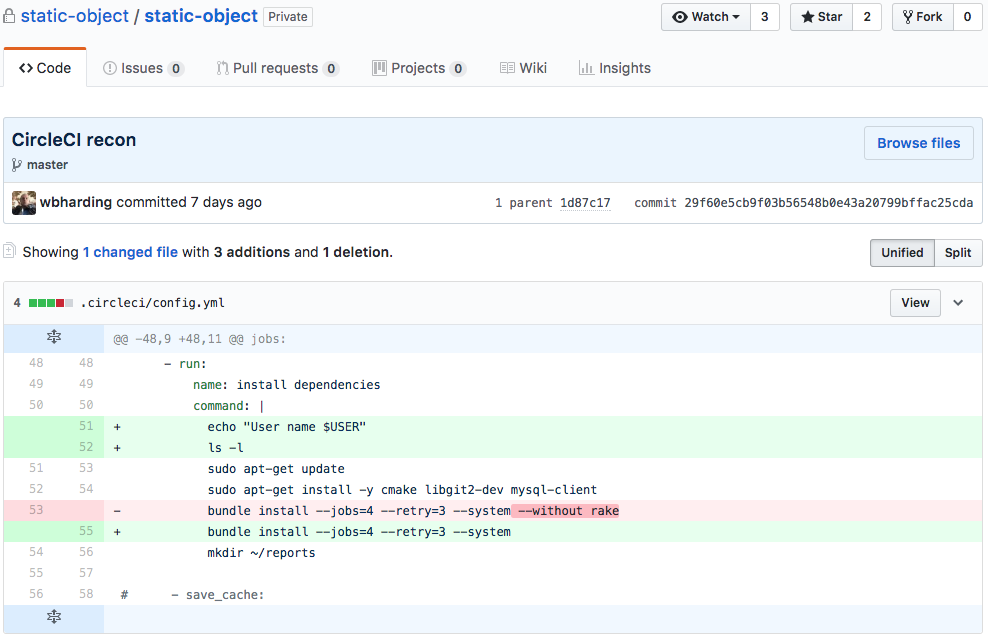 static-object / static-object Private Watch 3 Star 2 Fork 0
Code Issues 0 Pull requests 0 Projects 0 Wiki Insights
CircleCI recon Browse files
master
wbharding committed 7 days ago 1 parent 1d87c17 commit 29f60e5cb9f03b56548b0e43a20799bffac25cda
Showing 1 changed file with 3 additions and 1 deletion. Unified Split
4 .circleci/config.yml View
@@ -48,9 +48,11 @@ jobs:
48 48 - run:
49 49 name: install dependencies
50 50 command: |
51 + echo "User name $USER"
52 + ls -l
51 53 sudo apt-get update
52 54 sudo apt-get install -y cmake libgit2-dev mysql-client
53 - bundle install --jobs=4 --retry=3 --system --without rake
55 + bundle install --jobs=4 --retry=3 --system
54 56 mkdir ~/reports
55 57
56 58 # - save_cache: